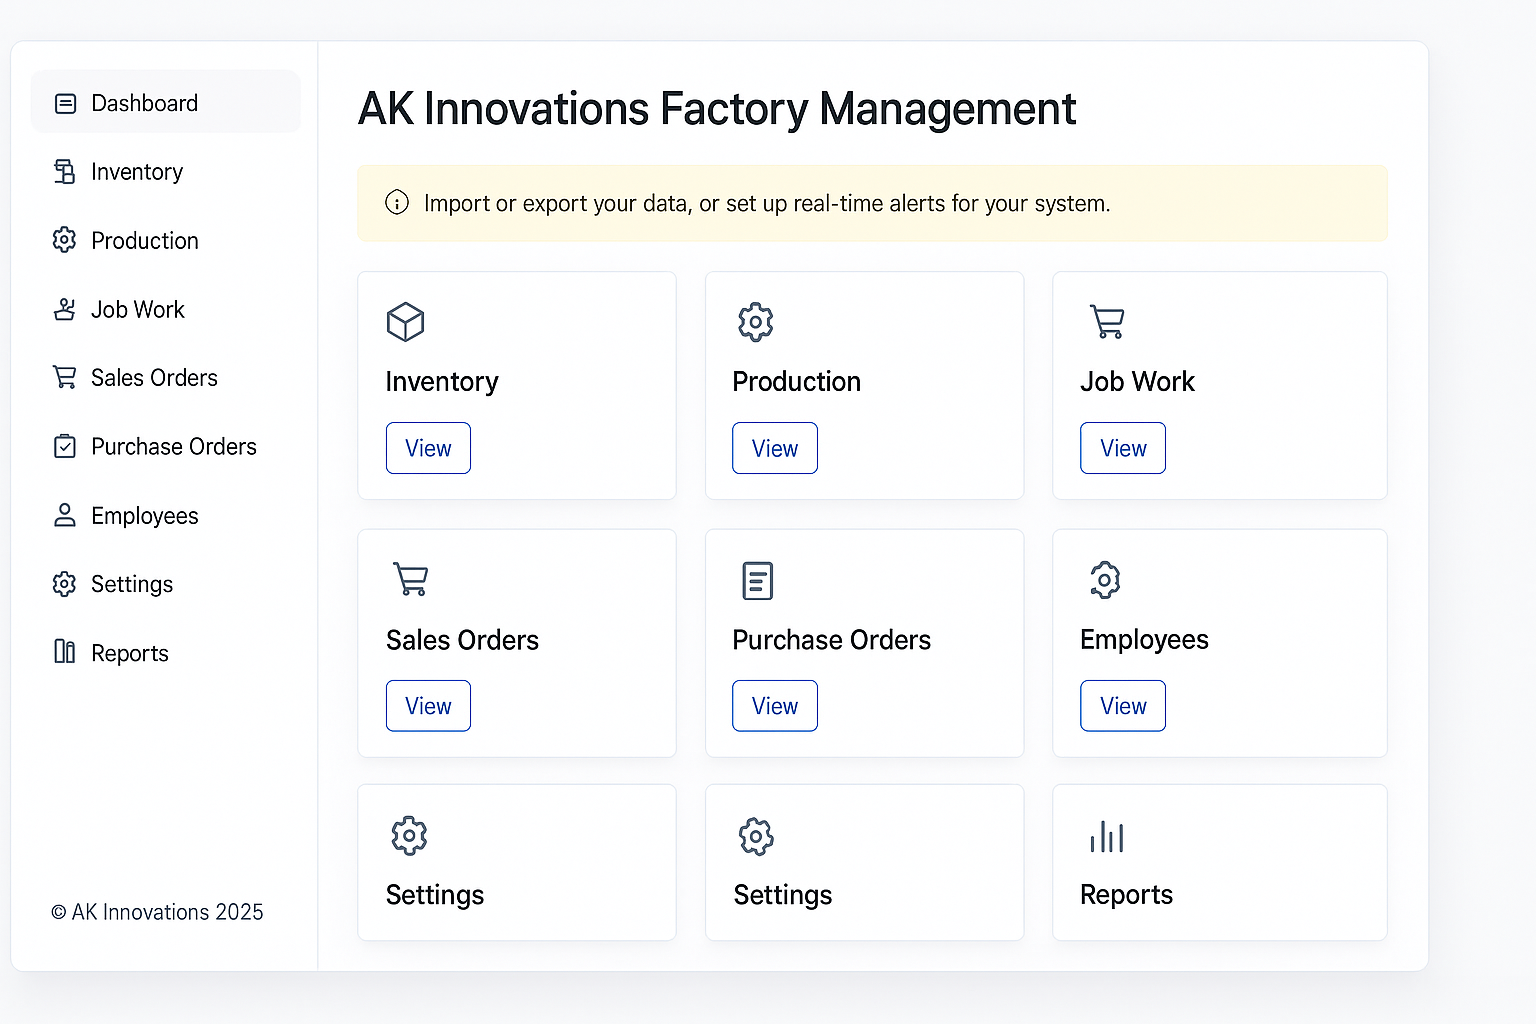 Dashboard
Inventory
Production
Job Work
Sales Orders
Purchase Orders
Employees
Settings
Reports
© AK Innovations 2025
AK Innovations Factory Management
Import or export your data, or set up real-time alerts for your system.
Inventory
View
Production
View
Job Work
View
Sales Orders
View
Purchase Orders
View
Employees
View
Settings
Settings
Reports